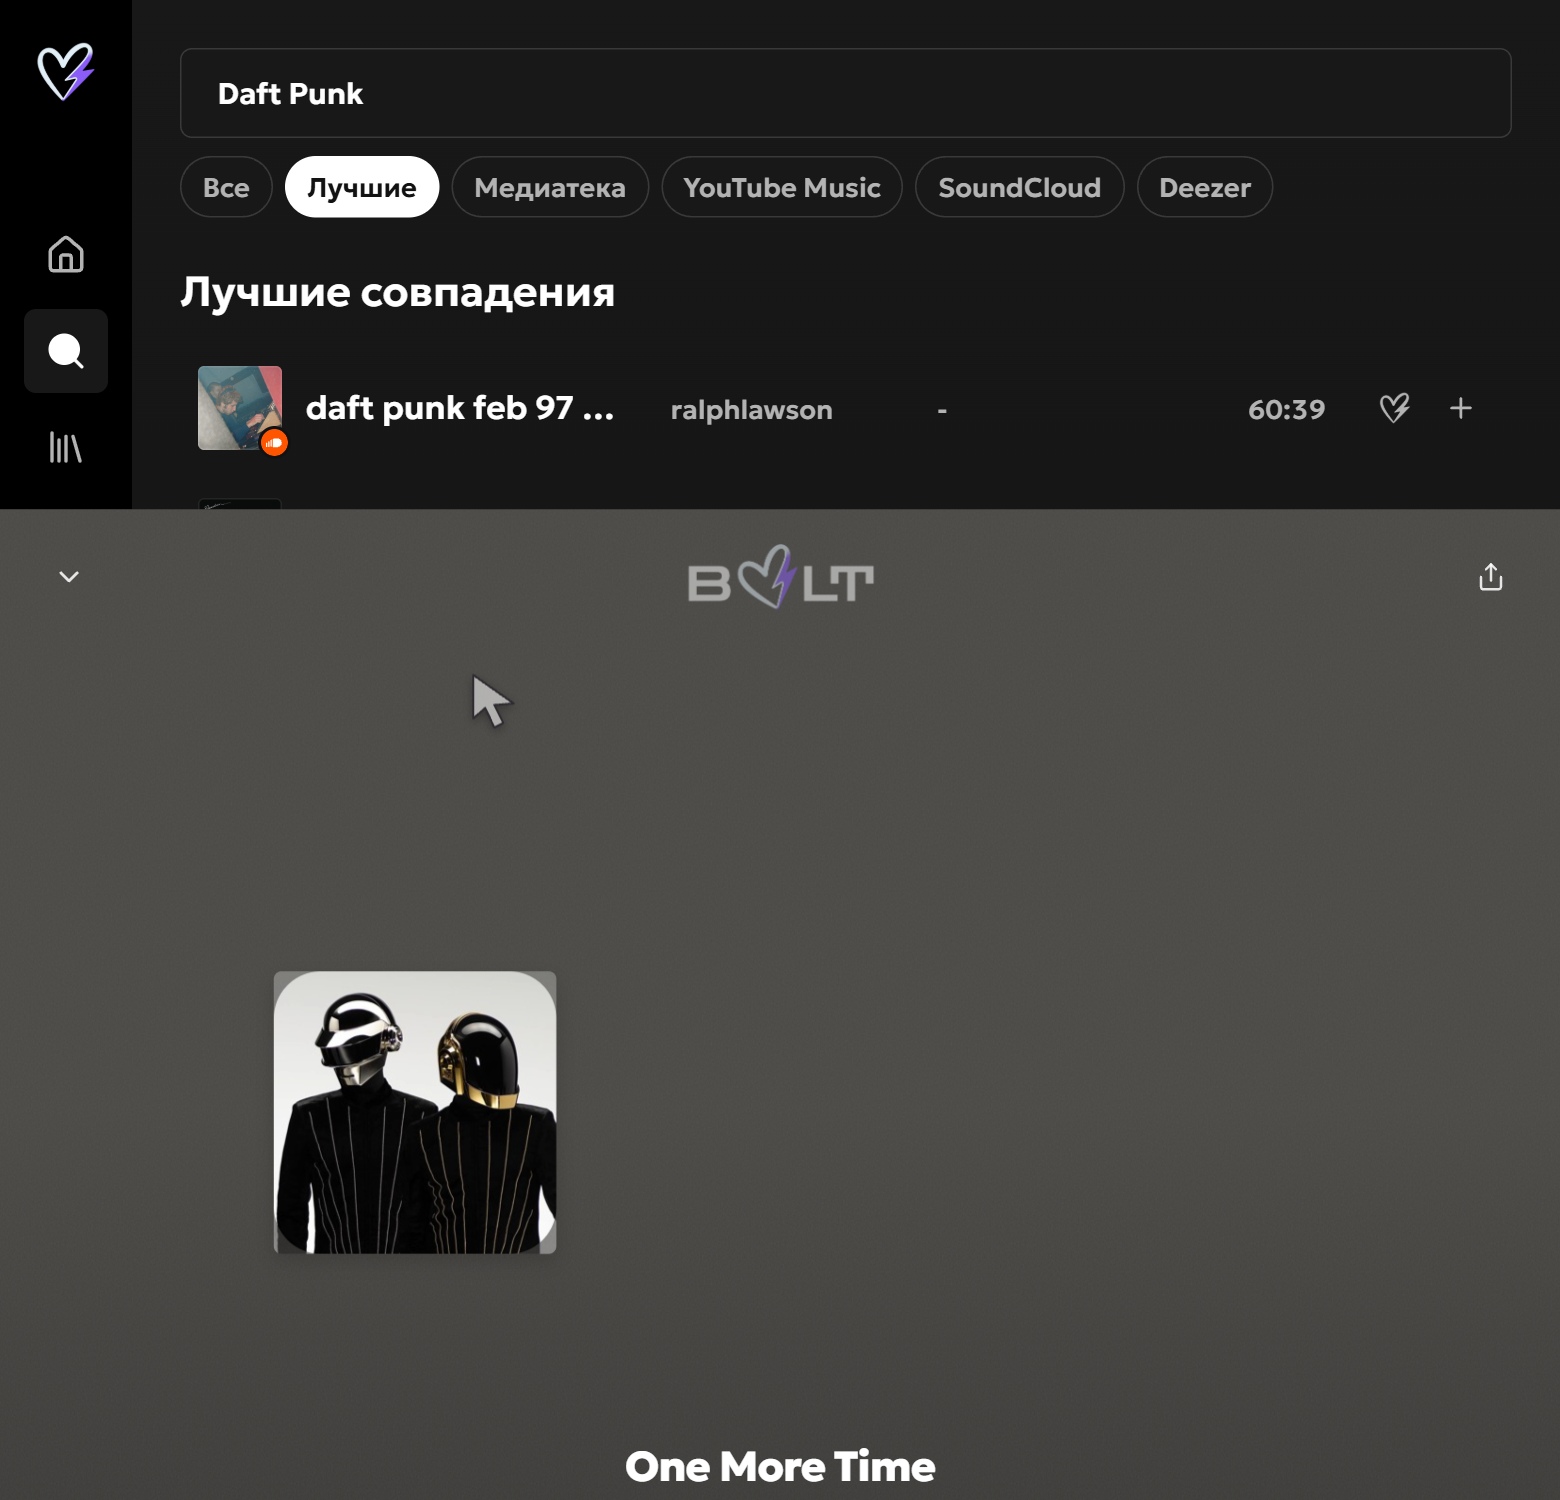 Daft Punk
Все Лучшие Медиатека YouTube Music SoundCloud Deezer
Лучшие совпадения
daft punk feb 97 ... ralphlawson - 60:39
BOLT
One More Time